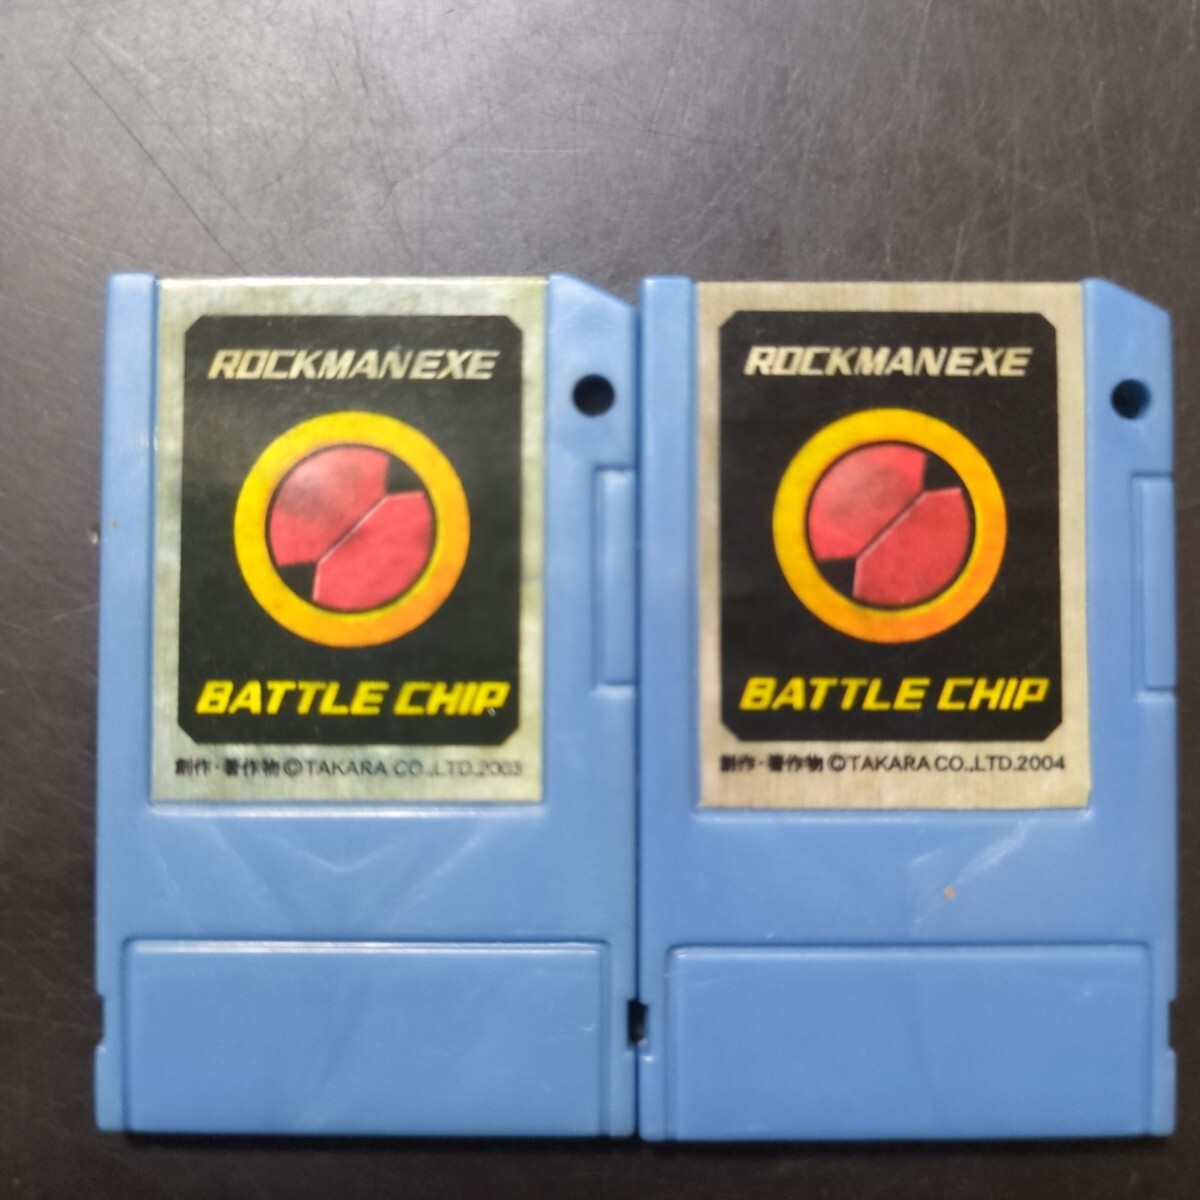 ROCKMANEXE
BATTLE CHIP
創作・著作物©TAKARA CO.,LTD.2003
ROCKMANEXE
BATTLE CHIP
創作・著作物©TAKARA CO.,LTD.2004